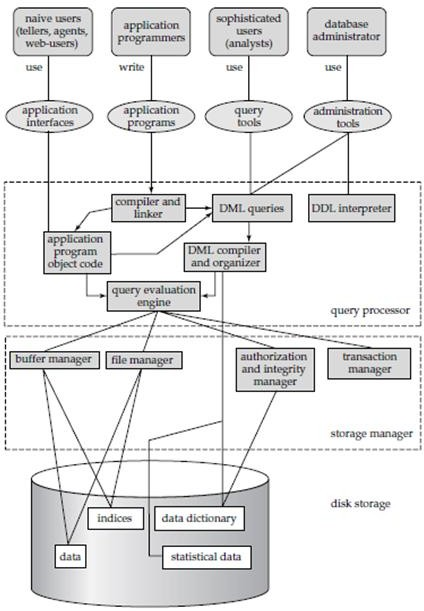 naive users
(tellers, agents,
web-users)
application
programmers
sophisticated
users
(analysts)
database
administrator
use
write
use
use
application
interfaces
application
programs
query
tools
administration
tools
compiler and
linker
DML queries
DDL interpreter
application
program
object code
DML compiler
and organizer
query evaluation
engine
query processor
buffer manager
file manager
authorization
and integrity
manager
transaction
manager
storage manager
disk storage
indices
data dictionary
data
statistical data